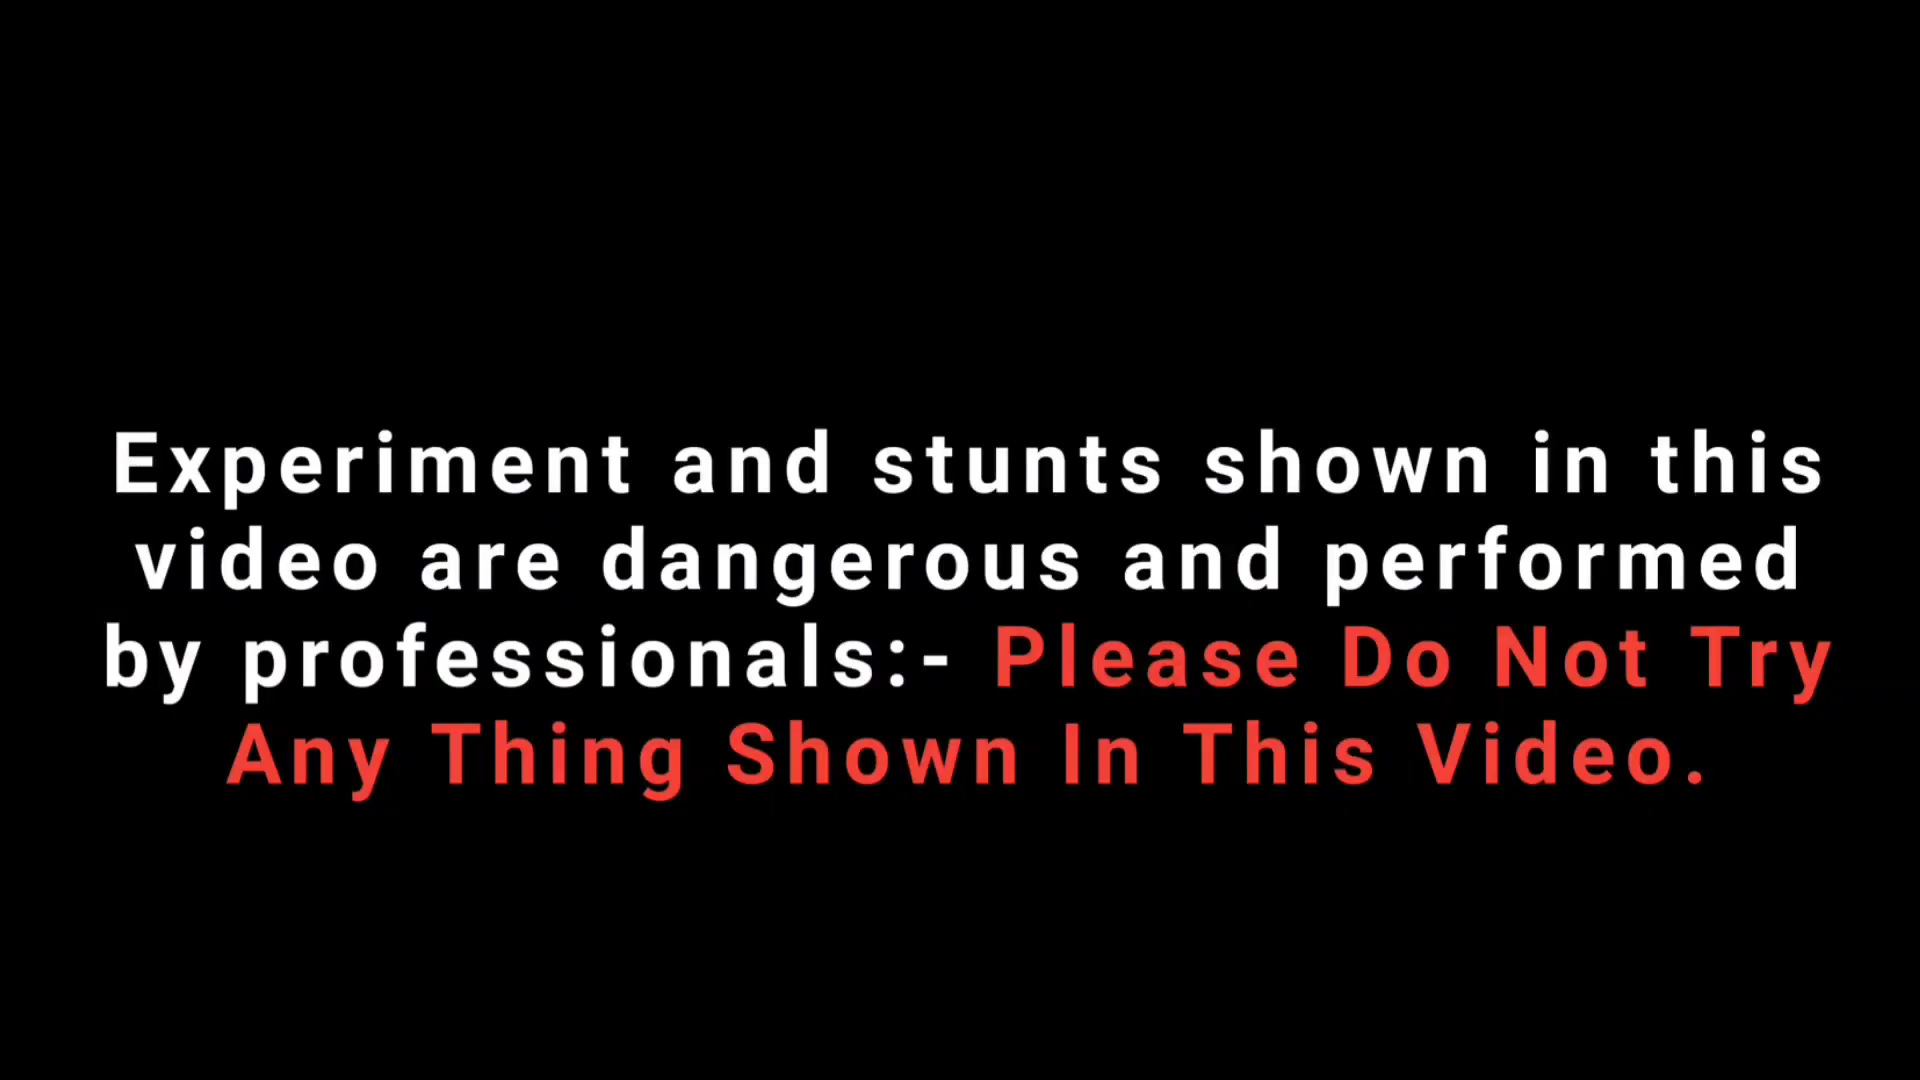 Experiment and stunts shown in this
video are dangerous and performed
by professionals:- Please Do Not Try
Any Thing Shown In This Video.